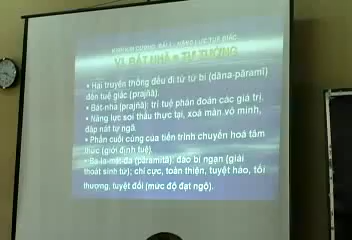 VI. BÁT NHÃ = TƯ TƯỞNG
• Hai truyền thống đều đi từ từ bi (dāna-pāramī)
đến tuệ giác (prajñā).
• Bát-nhã (prajñā): trí tuệ phán đoán các giá trị.
• Năng lực soi thấu thực tại, xoá màn vô minh,
đập nát tự ngã.
• Phần cuối cùng của tiến trình chuyển hoá tâm
thức (giới định tuệ).
• Ba-la-mật-đa (pāramitā): đáo bỉ ngạn (giải
thoát sinh tử); chí cực, toàn thiện, tuyệt hảo, tối
thượng, tuyệt đối (mức độ đạt ngộ).